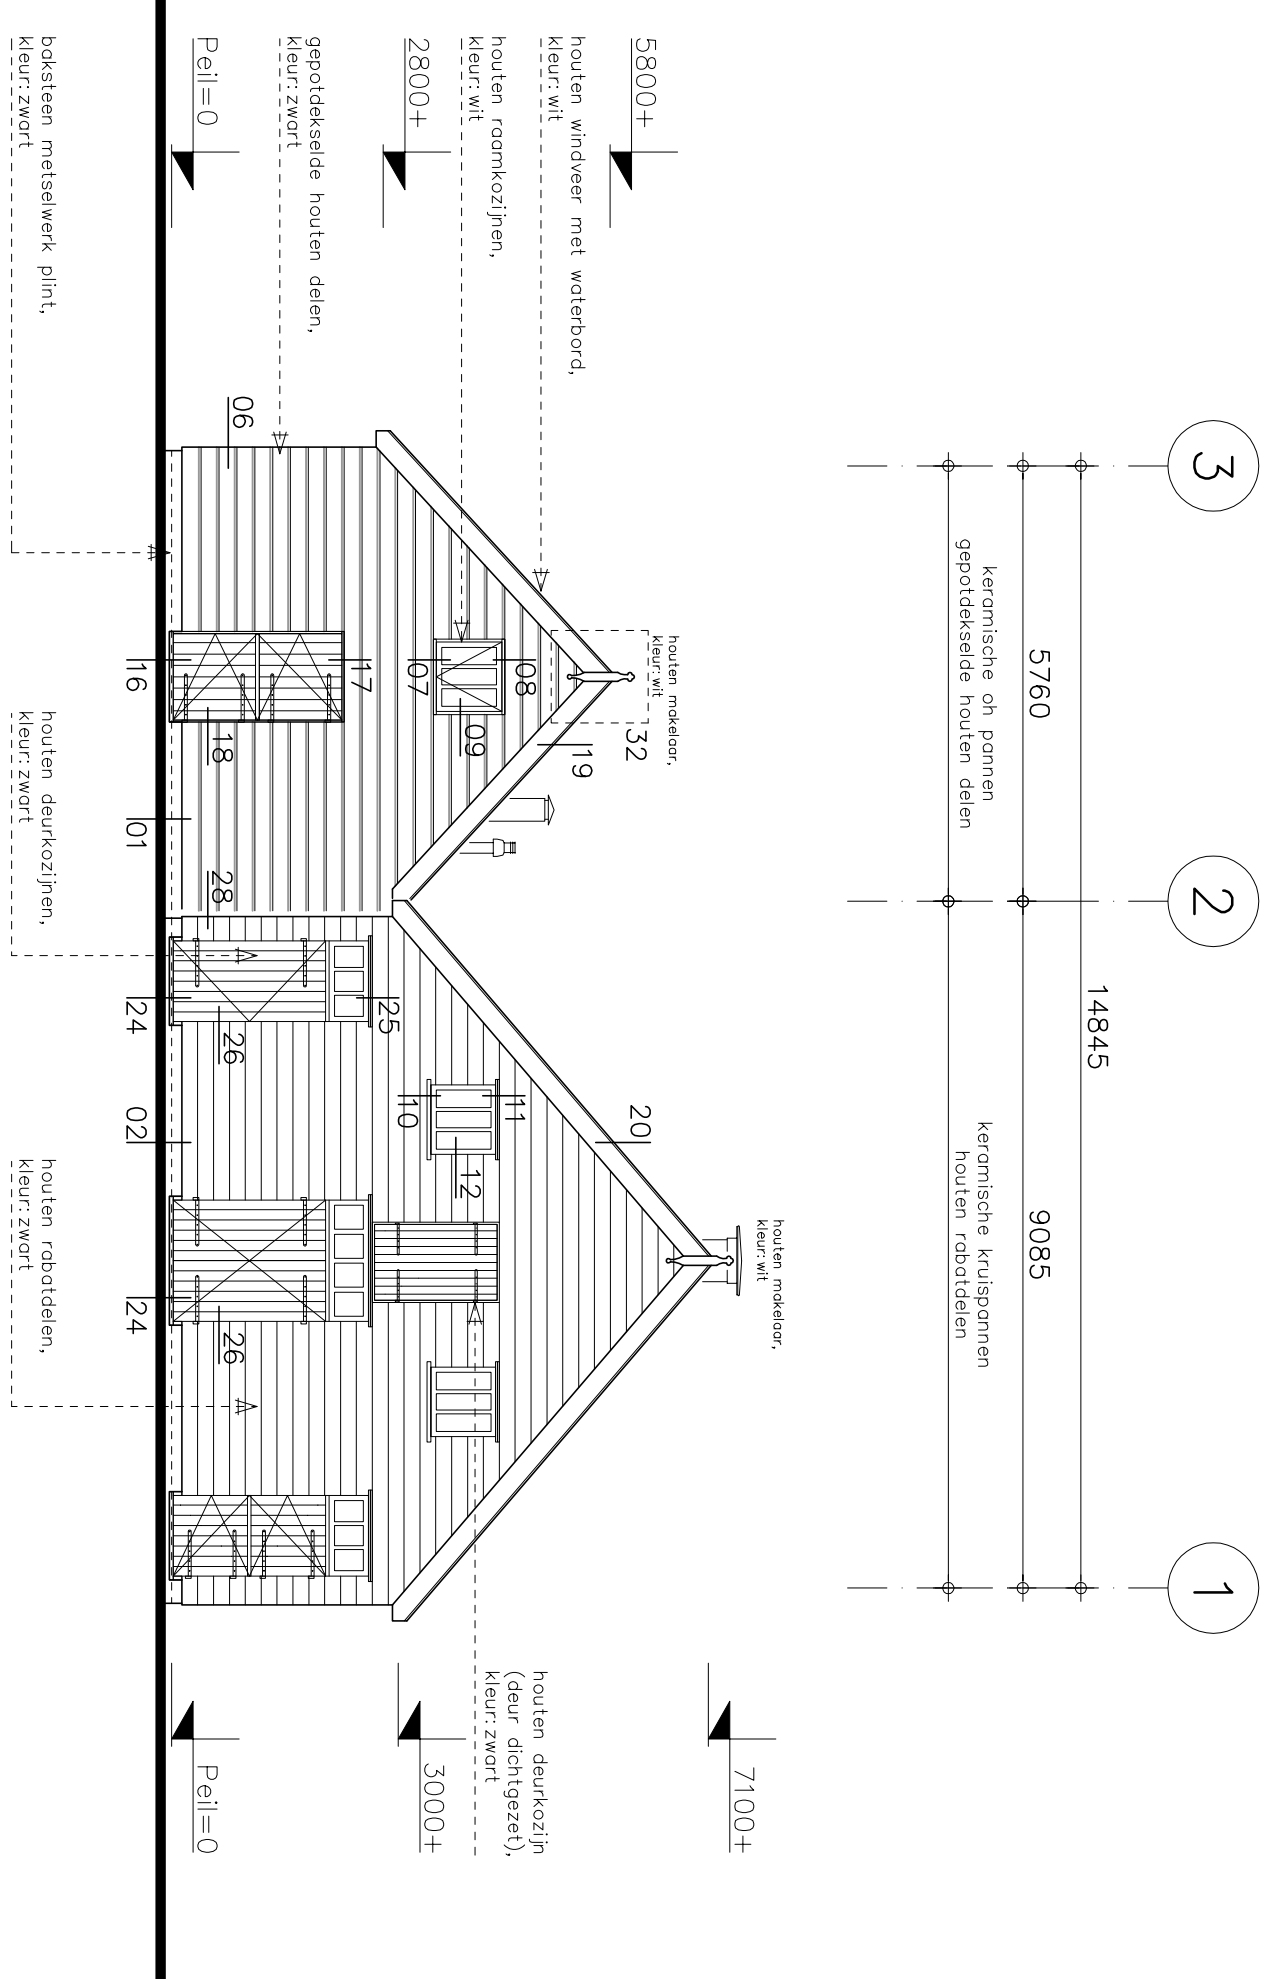 3
2
1
14845
5760
9085
keramische oh pannen
gepotdekselde houten delen
keramische kruispannen
houten rabatdelen
houten makelaar,
kleur: wit
7100+
houten makelaar,
kleur: wit
5800+
32
20
houten windveer met waterbord,
kleur: wit
19
houten deurkozijn
(deur dichtgezet),
kleur: zwart
houten raamkozijnen,
kleur: wit
08
09
07
11
12
10
2800+
3000+
17
25
gepotdekselde houten delen,
kleur: zwart
06
18
28
26
26
Peil=0
Peil=0
16
01
24
02
24
baksteen metselwerk plint,
kleur: zwart
houten deurkozijnen,
kleur: zwart
houten rabatdelen,
kleur: zwart